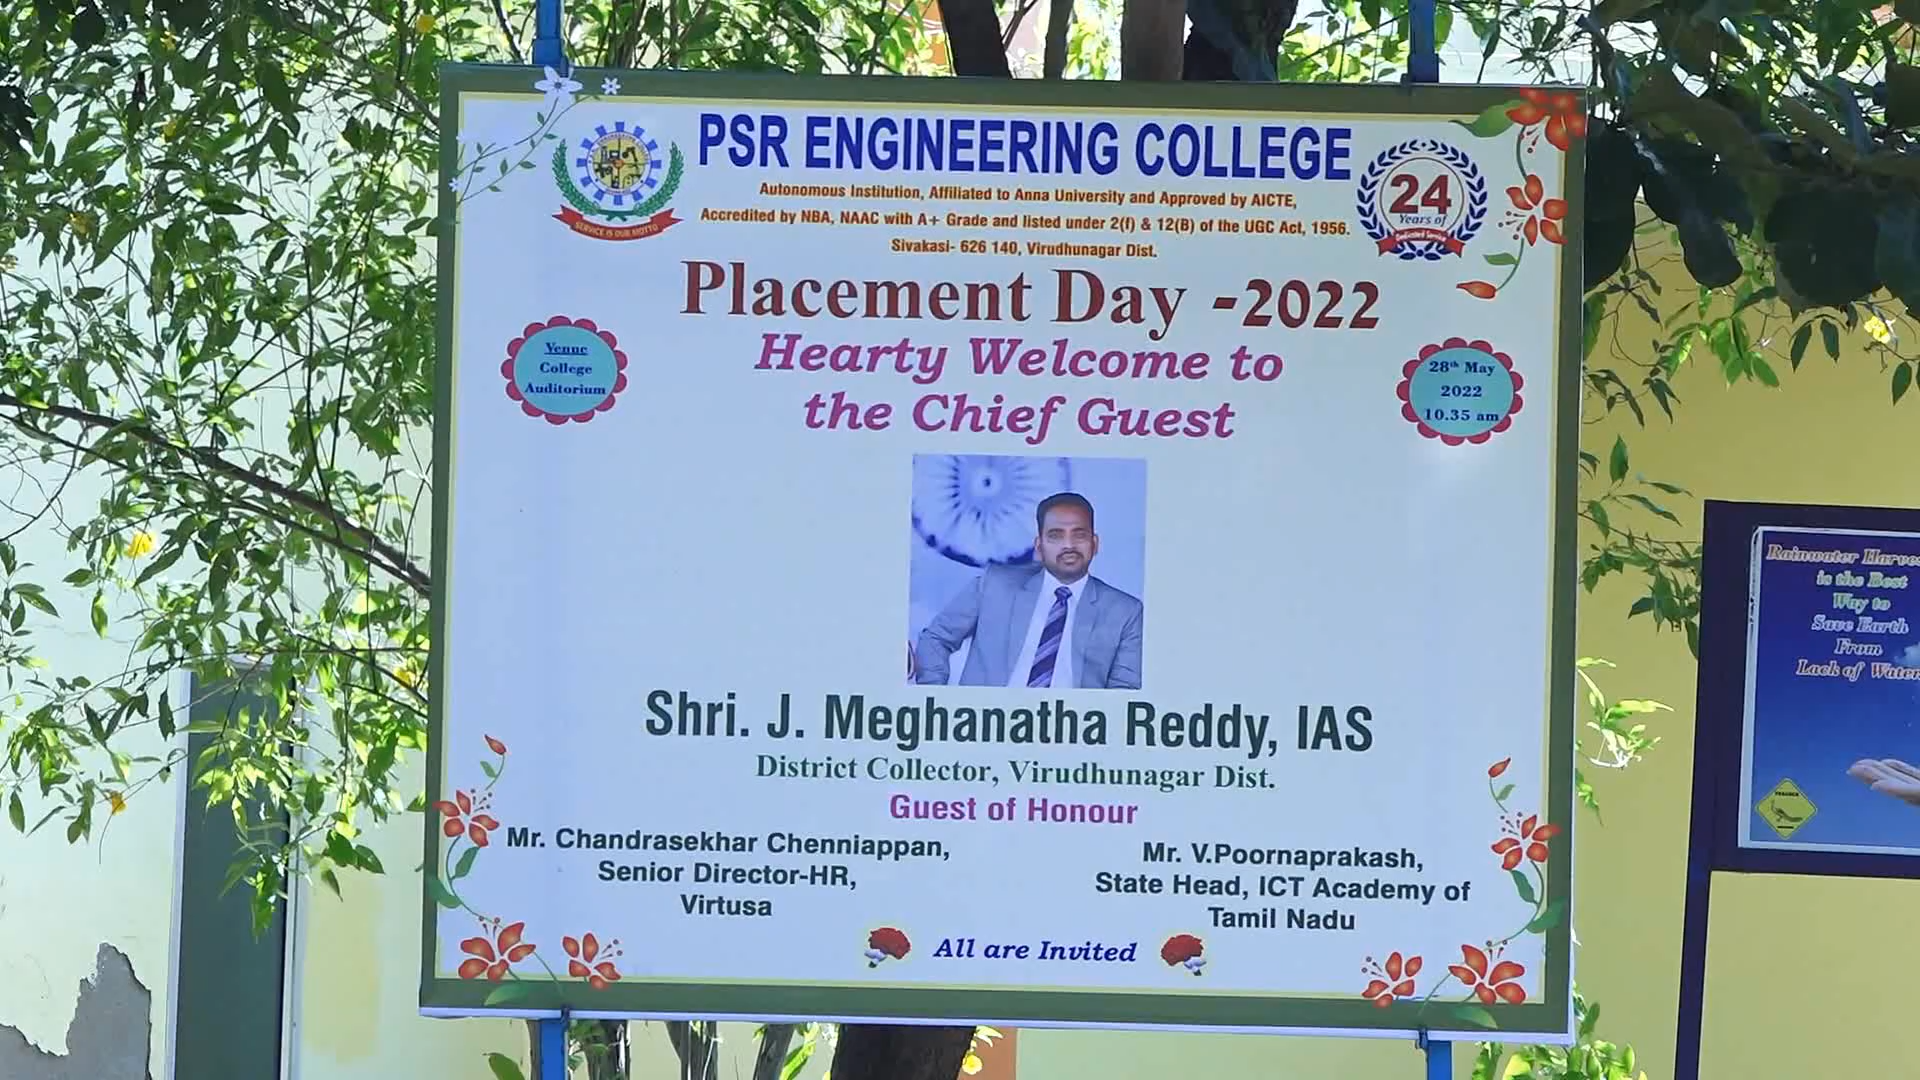 PSR ENGINEERING COLLEGE
Autonomous Institution, Affiliated to Anna University and Approved by AICTE,
Accredited by NBA, NAAC with A+ Grade and listed under 2(f) & 12(B) of the UGC Act, 1956.
Sivakasi- 626 140, Virudhunagar Dist.
SERVICE IS OUR MOTTO
24
Years of
Dedicated Service
Placement Day -2022
Hearty Welcome to
the Chief Guest
Venue
College
Auditorium
28th May
2022
10.35 am
Shri. J. Meghanatha Reddy, IAS
District Collector, Virudhunagar Dist.
Guest of Honour
Mr. Chandrasekhar Chenniappan,
Senior Director-HR,
Virtusa
Mr. V.Poornaprakash,
State Head, ICT Academy of
Tamil Nadu
All are Invited
Rainwater
is the Best
Way to
Save Earth
From
Lack of Water